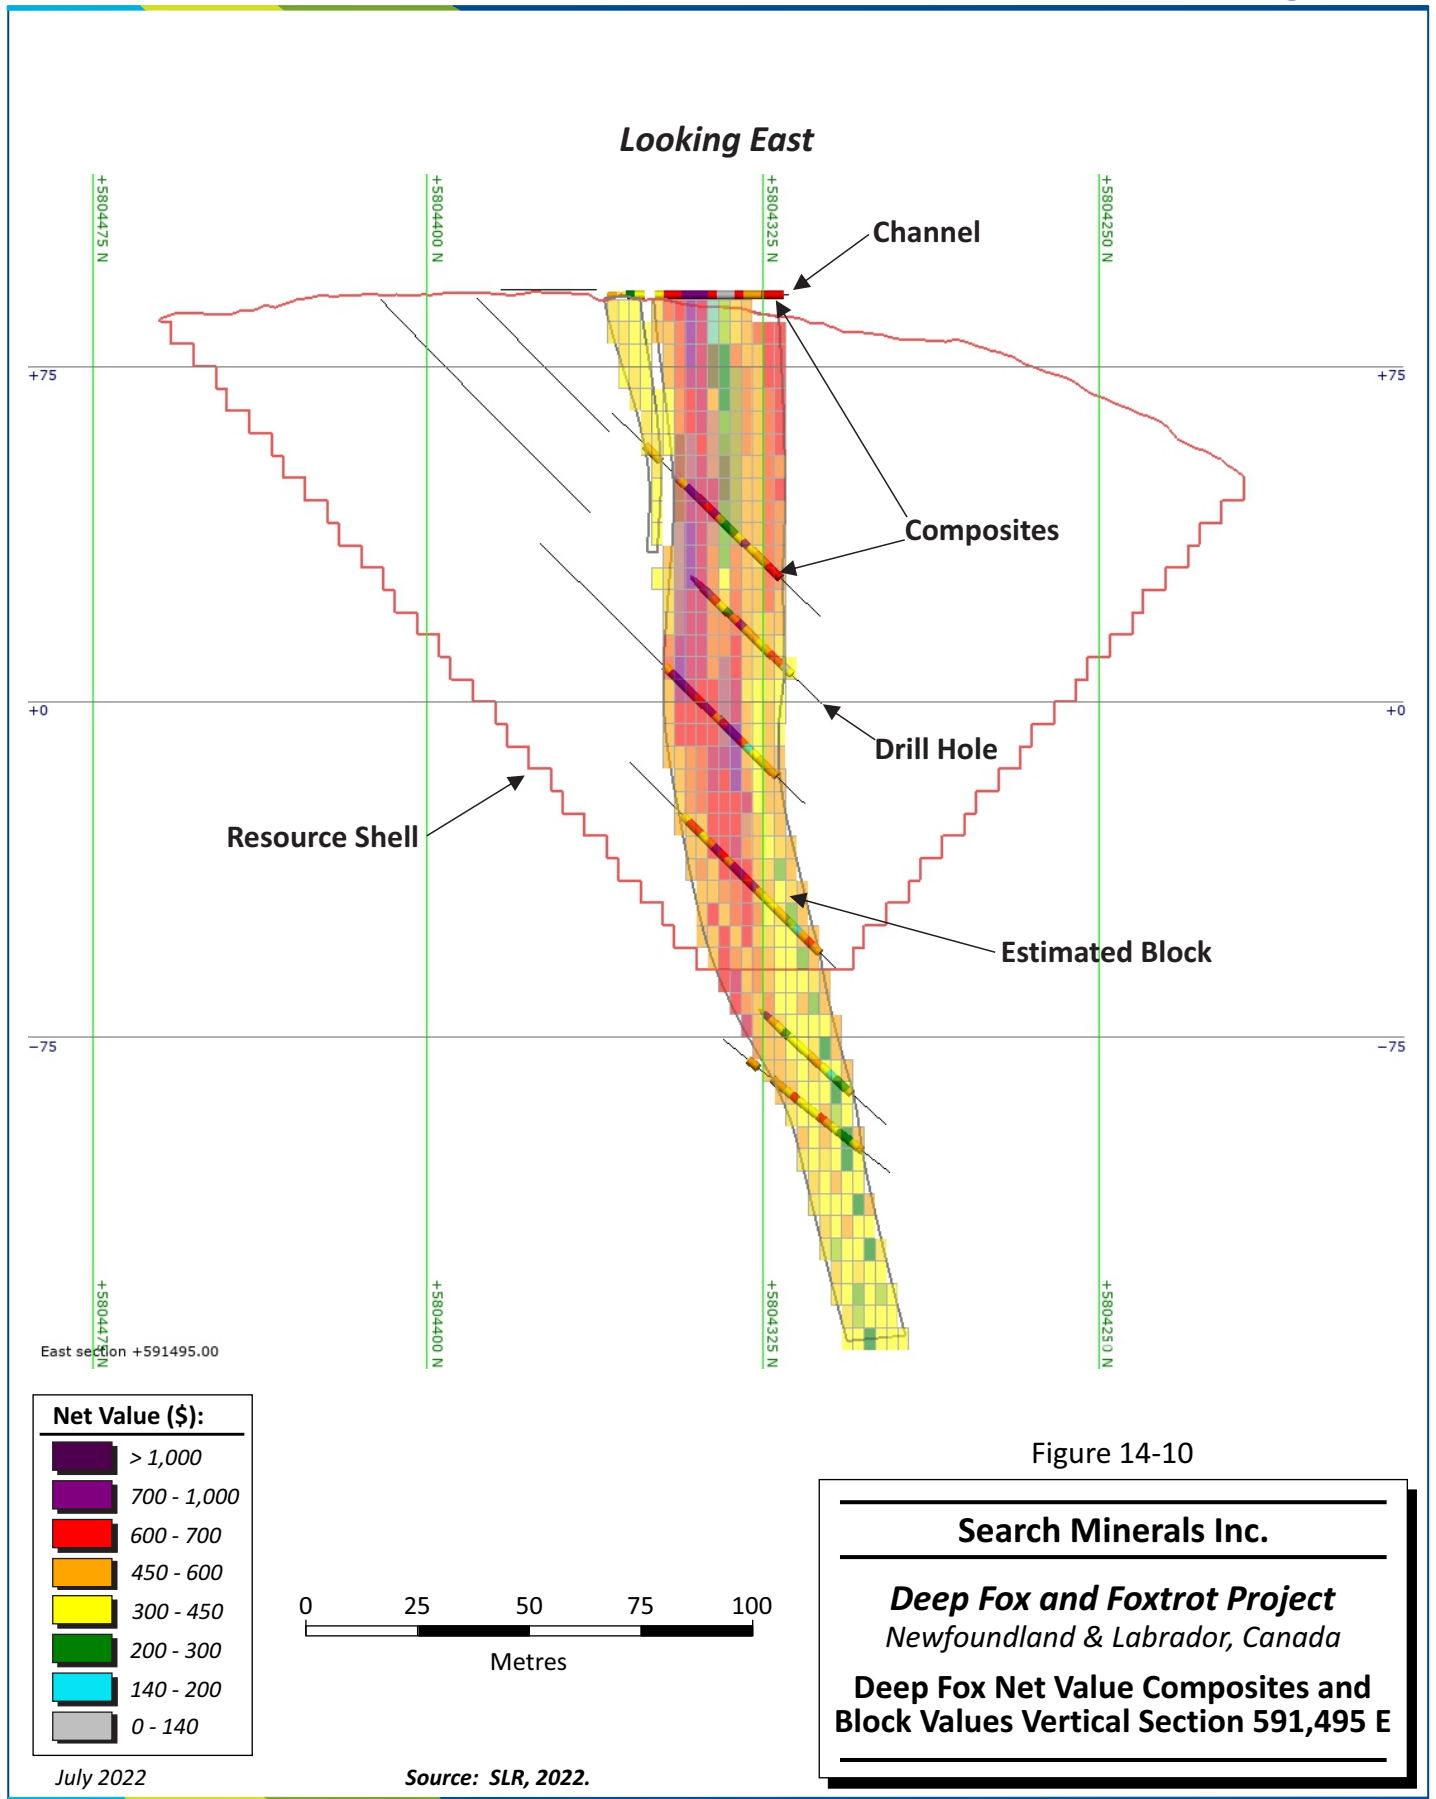 Looking East
+5804475 N
+5804400 N
+5804325 N
+5804250 N
Channel
+75
+75
Composites
+0
+0
Drill Hole
Resource Shell
Estimated Block
−75
−75
+5804475 N
+5804400 N
+5804325 N
+5804250 N
East section +591495.00
Net Value ($):
> 1,000
700 - 1,000
600 - 700
450 - 600
300 - 450
200 - 300
140 - 200
0 - 140
0 25 50 75 100
Metres
Figure 14-10
Search Minerals Inc.
Deep Fox and Foxtrot Project
Newfoundland & Labrador, Canada
Deep Fox Net Value Composites and
Block Values Vertical Section 591,495 E
July 2022
Source: SLR, 2022.